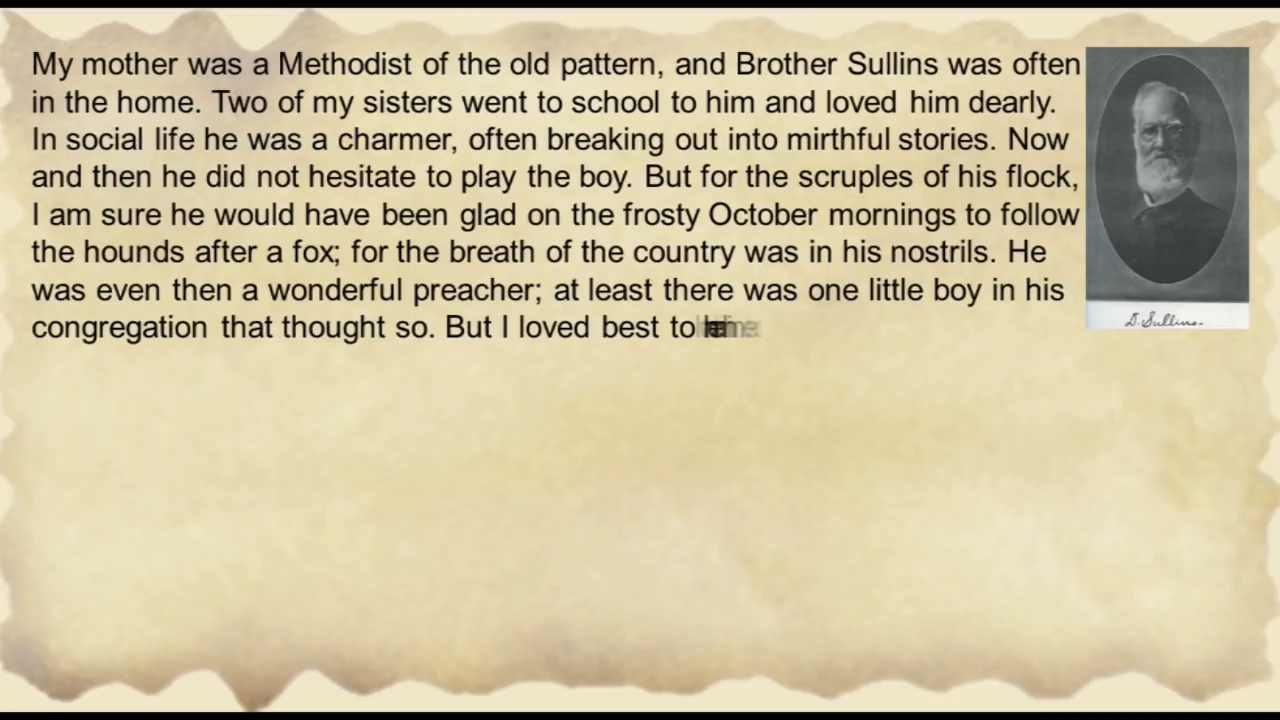 My mother was a Methodist of the old pattern, and Brother Sullins was often
in the home. Two of my sisters went to school to him and loved him dearly.
In social life he was a charmer, often breaking out into mirthful stories. Now
and then he did not hesitate to play the boy. But for the scruples of his flock,
I am sure he would have been glad on the frosty October mornings to follow
the hounds after a fox; for the breath of the country was in his nostrils. He
was even then a wonderful preacher; at least there was one little boy in his
congregation that thought so. But I loved best to
D. Sullins.